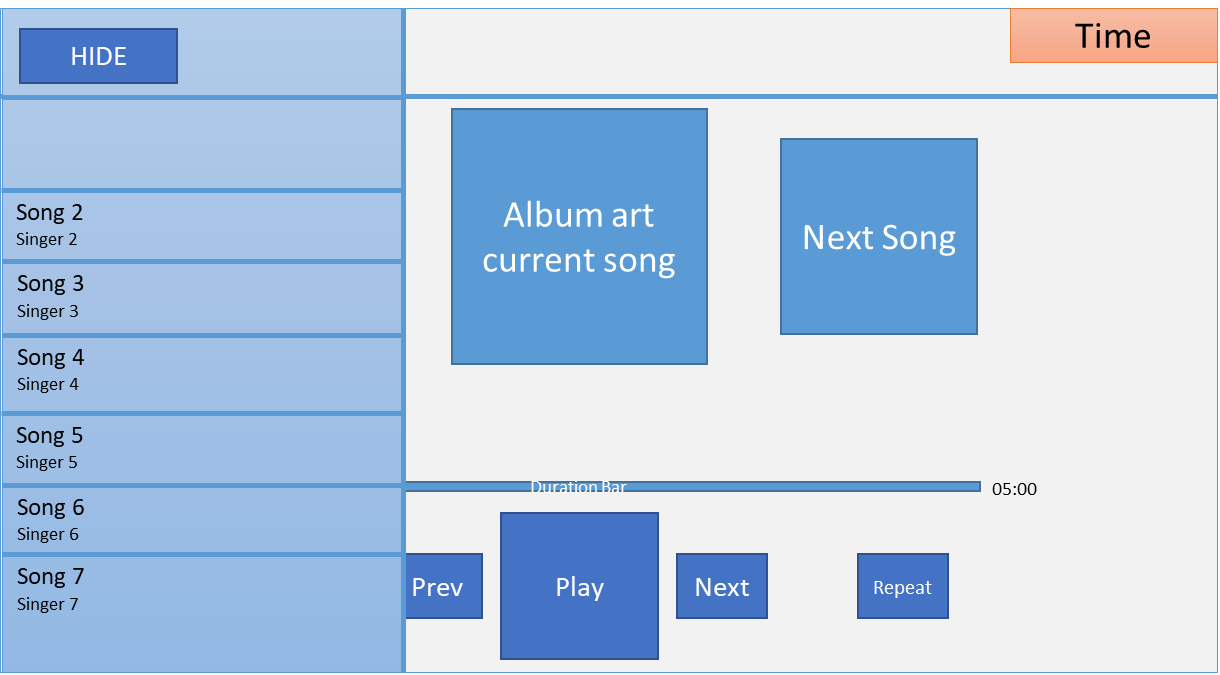 HIDE
Time
Song 2
Singer 2
Song 3
Singer 3
Song 4
Singer 4
Song 5
Singer 5
Song 6
Singer 6
Song 7
Singer 7
Album art
current song
Next Song
Duration Bar
05:00
Prev
Play
Next
Repeat